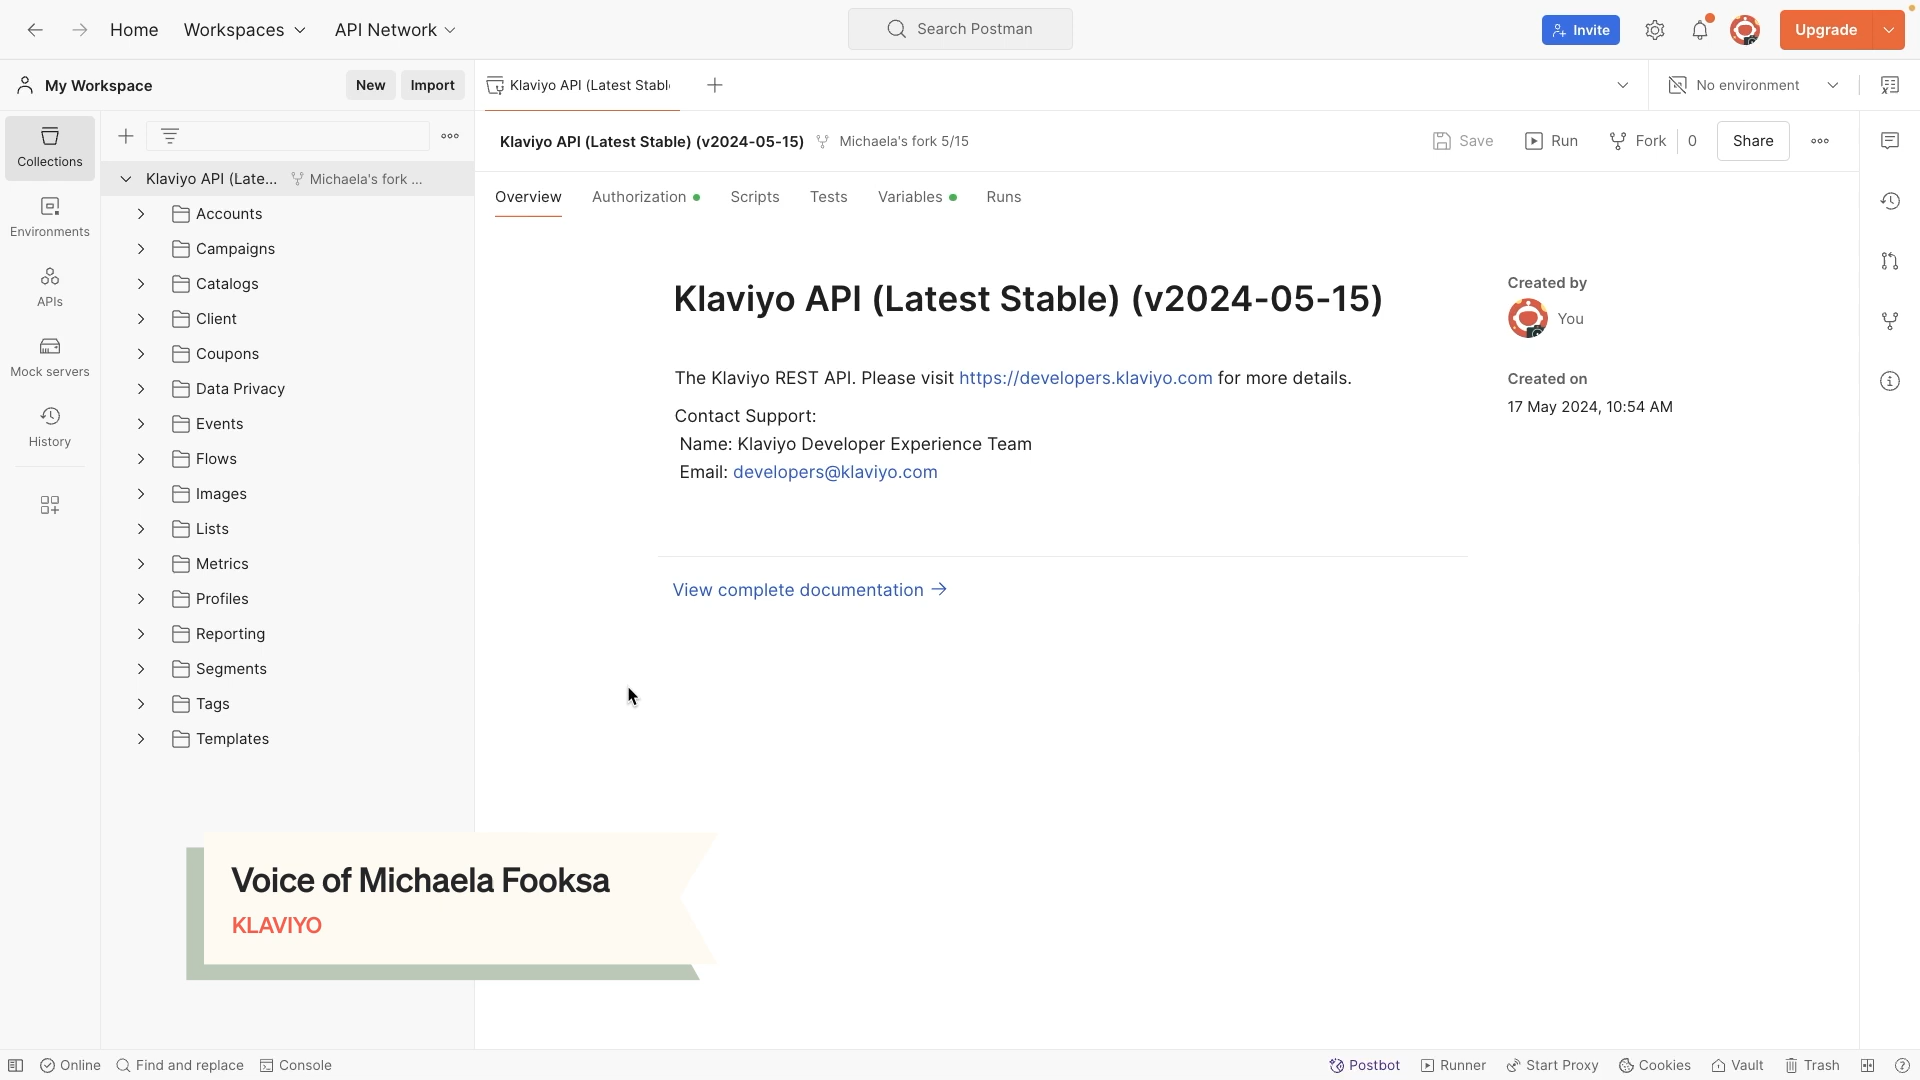 Home
Workspaces
API Network
Search Postman
Invite
Upgrade
My Workspace
New
Import
Klaviyo API (Latest Stabl
No environment
Collections
Environments
APIs
Mock servers
History
Klaviyo API (Late...
Michaela's fork ...
Accounts
Campaigns
Catalogs
Client
Coupons
Data Privacy
Events
Flows
Images
Lists
Metrics
Profiles
Reporting
Segments
Tags
Templates
Klaviyo API (Latest Stable) (v2024-05-15)
Michaela's fork 5/15
Save
Run
Fork
0
Share
Overview
Authorization
Scripts
Tests
Variables
Runs
Klaviyo API (Latest Stable) (v2024-05-15)
The Klaviyo REST API. Please visit https://developers.klaviyo.com for more details.
Contact Support:
Name: Klaviyo Developer Experience Team
Email: developers@klaviyo.com
View complete documentation →
Created by
You
Created on
17 May 2024, 10:54 AM
Voice of Michaela Fooksa
KLAVIYO
Online
Find and replace
Console
Postbot
Runner
Start Proxy
Cookies
Vault
Trash